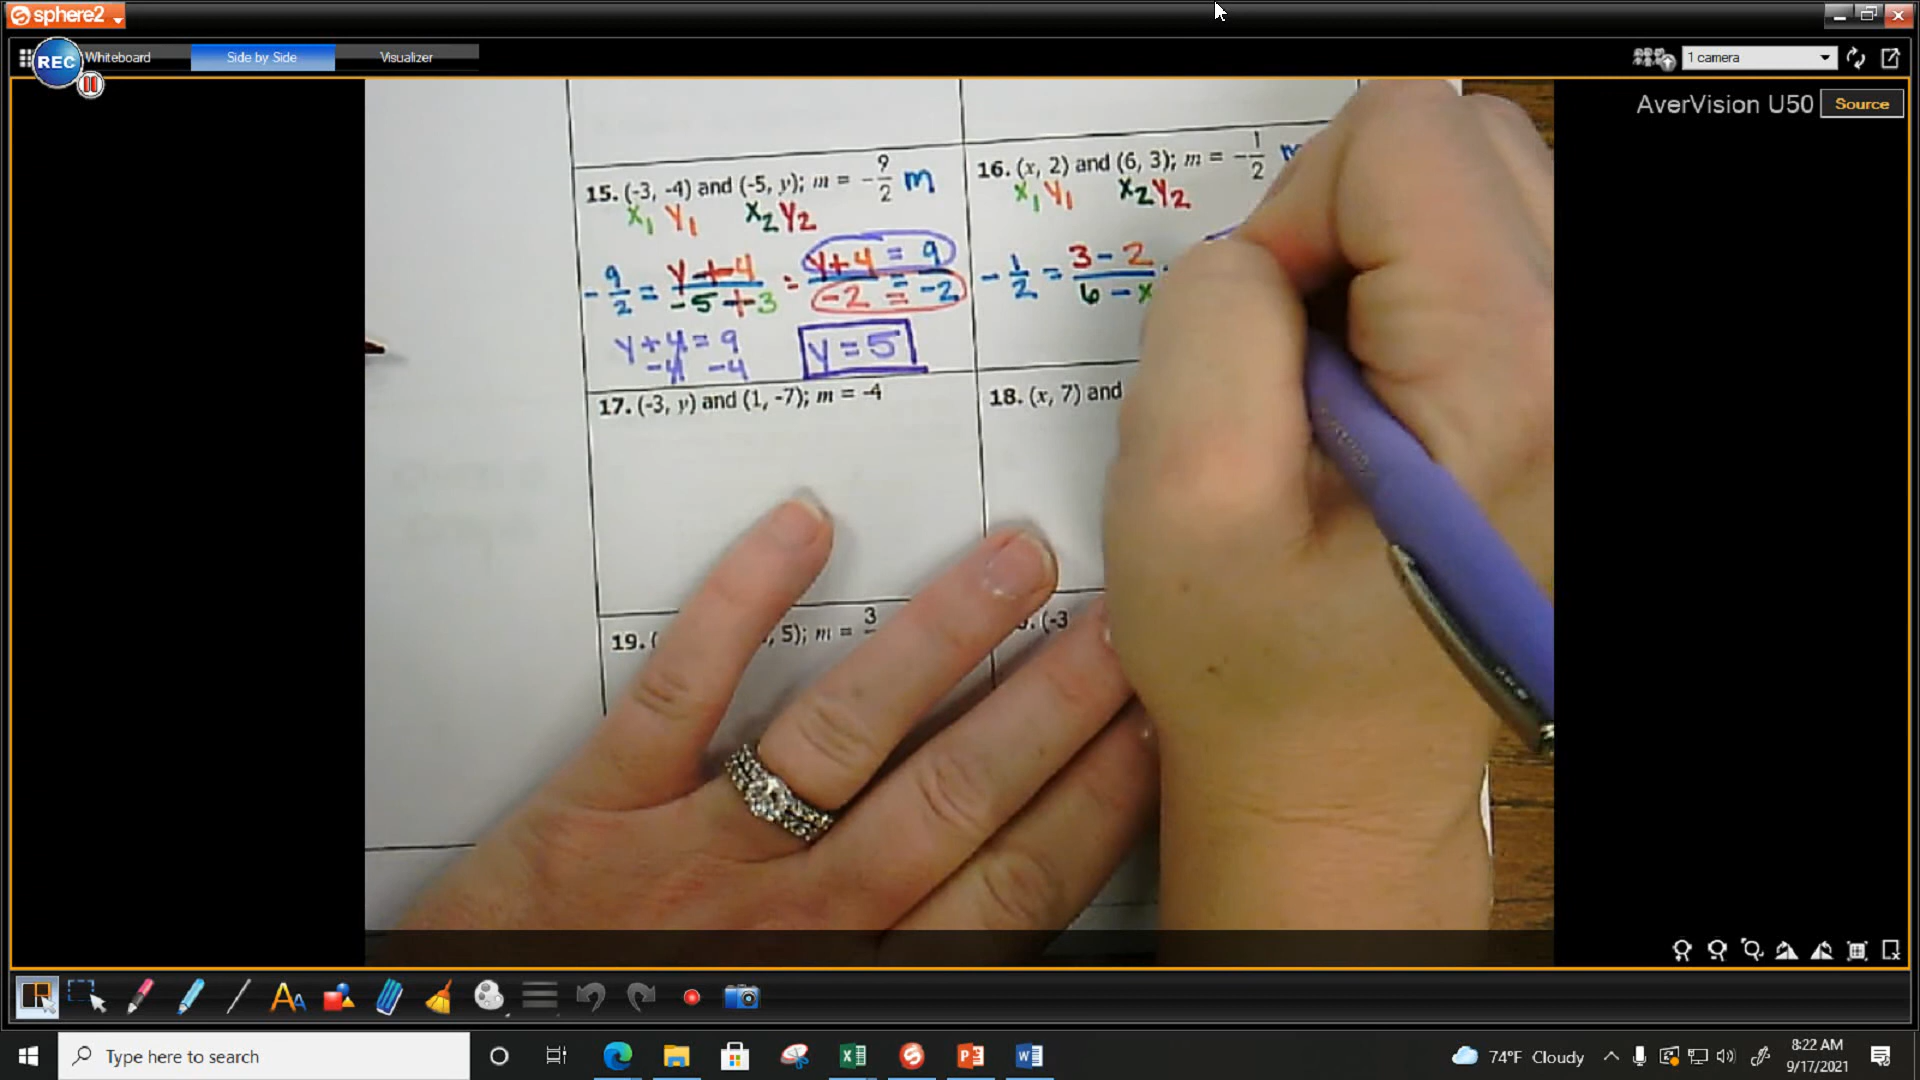 sphere2
REC Whiteboard Side by Side Visualizer 1 camera
AverVision U50 Source
15. (-3, -4) and (-5, y); m = -9/2 m
x₁ y₁ x₂ y₂
-9/2 = y+4/-5+3 = y+4 = 9/-2 = -2
y+4 = 9
-4 -4
y = 5
16. (x, 2) and (6, 3); m = -1/2 m
x₁ y₁ x₂ y₂
-1/2 = 3-2/6-x
17. (-3, y) and (1, -7); m = -4
18. (x, 7) and
19. ( , 5); m = 3
. (-3
Type here to search
74°F Cloudy
8:22 AM
9/17/2021